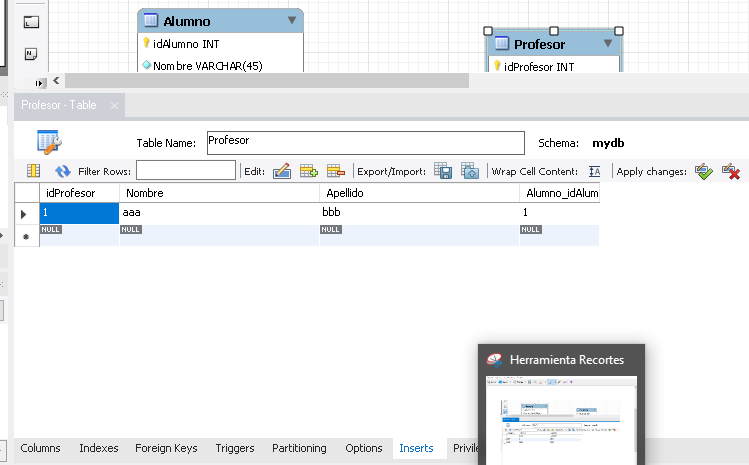 Alumno
idAlumno INT
Nombre VARCHAR(45)
Profesor
idProfesor INT
Profesor - Table
Table Name: Profesor Schema: mydb
Filter Rows: Edit: Export/Import: Wrap Cell Content: Apply changes:
idProfesor Nombre Apellido Alumno_idAlum
1 aaa bbb 1
NULL NULL NULL NULL
Herramienta Recortes
Columns Indexes Foreign Keys Triggers Partitioning Options Inserts Privile